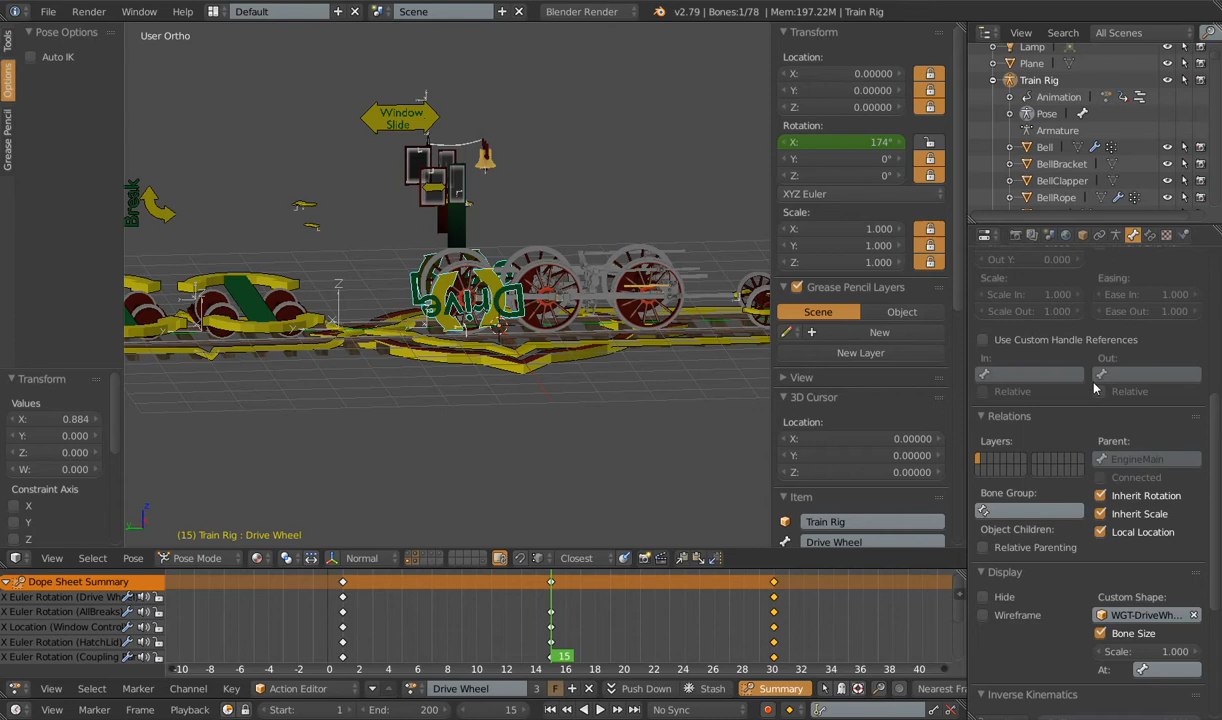 File Render Window Help Default Scene Blender Render v2.79 | Bones:1/78 | Mem:197.22M | Train Rig
Tools
Options
Grease Pencil
Pose Options
Auto IK
Transform
Values
X: 0.884
Y: 0.000
Z: 0.000
W: 0.000
Constraint Axis
X
Y
Z
User Ortho
Window
Slide
Break
Drive
Z
Y
Y
z
y
(15) Train Rig : Drive Wheel
View Select Pose Pose Mode Normal Closest
Transform
Location:
X: 0.00000
Y: 0.00000
Z: 0.00000
Rotation:
X: 174°
Y: 0°
Z: 0°
XYZ Euler
Scale:
X: 1.000
Y: 1.000
Z: 1.000
Grease Pencil Layers
Scene Object
New
New Layer
View
3D Cursor
Location:
X: 0.00000
Y: 0.00000
Z: 0.00000
Item
Train Rig
Drive Wheel
View Search All Scenes
Lamp
Plane
Train Rig
Animation
Pose
Armature
Bell
BellBracket
BellClapper
BellRope
Out Y: 0.000
Scale: Easing:
Scale In: 1.000 Ease In: 1.000
Scale Out: 1.000 Ease Out: 1.000
Use Custom Handle References
In: Out:
Relative Relative
Relations
Layers: Parent:
EngineMain
Connected
Bone Group: Inherit Rotation
Inherit Scale
Object Children: Local Location
Relative Parenting
Display
Hide Custom Shape:
Wireframe WGT-DriveWh...
Bone Size
Scale: 1.000
At:
Inverse Kinematics
Dope Sheet Summary
X Euler Rotation (Drive Wh
X Euler Rotation (AllBreaks)
X Location (Window Control
X Euler Rotation (HatchLid)
X Euler Rotation (Coupling
-10 -8 -6 -4 -2 0 2 4 6 8 10 12 14 15 16 18 20 22 24 26 28 30 32 34 36 38 40
View Select Marker Channel Key Action Editor Drive Wheel 3 F Push Down Stash Summary Nearest Fra
View Marker Frame Playback Start: 1 End: 200 15 No Sync